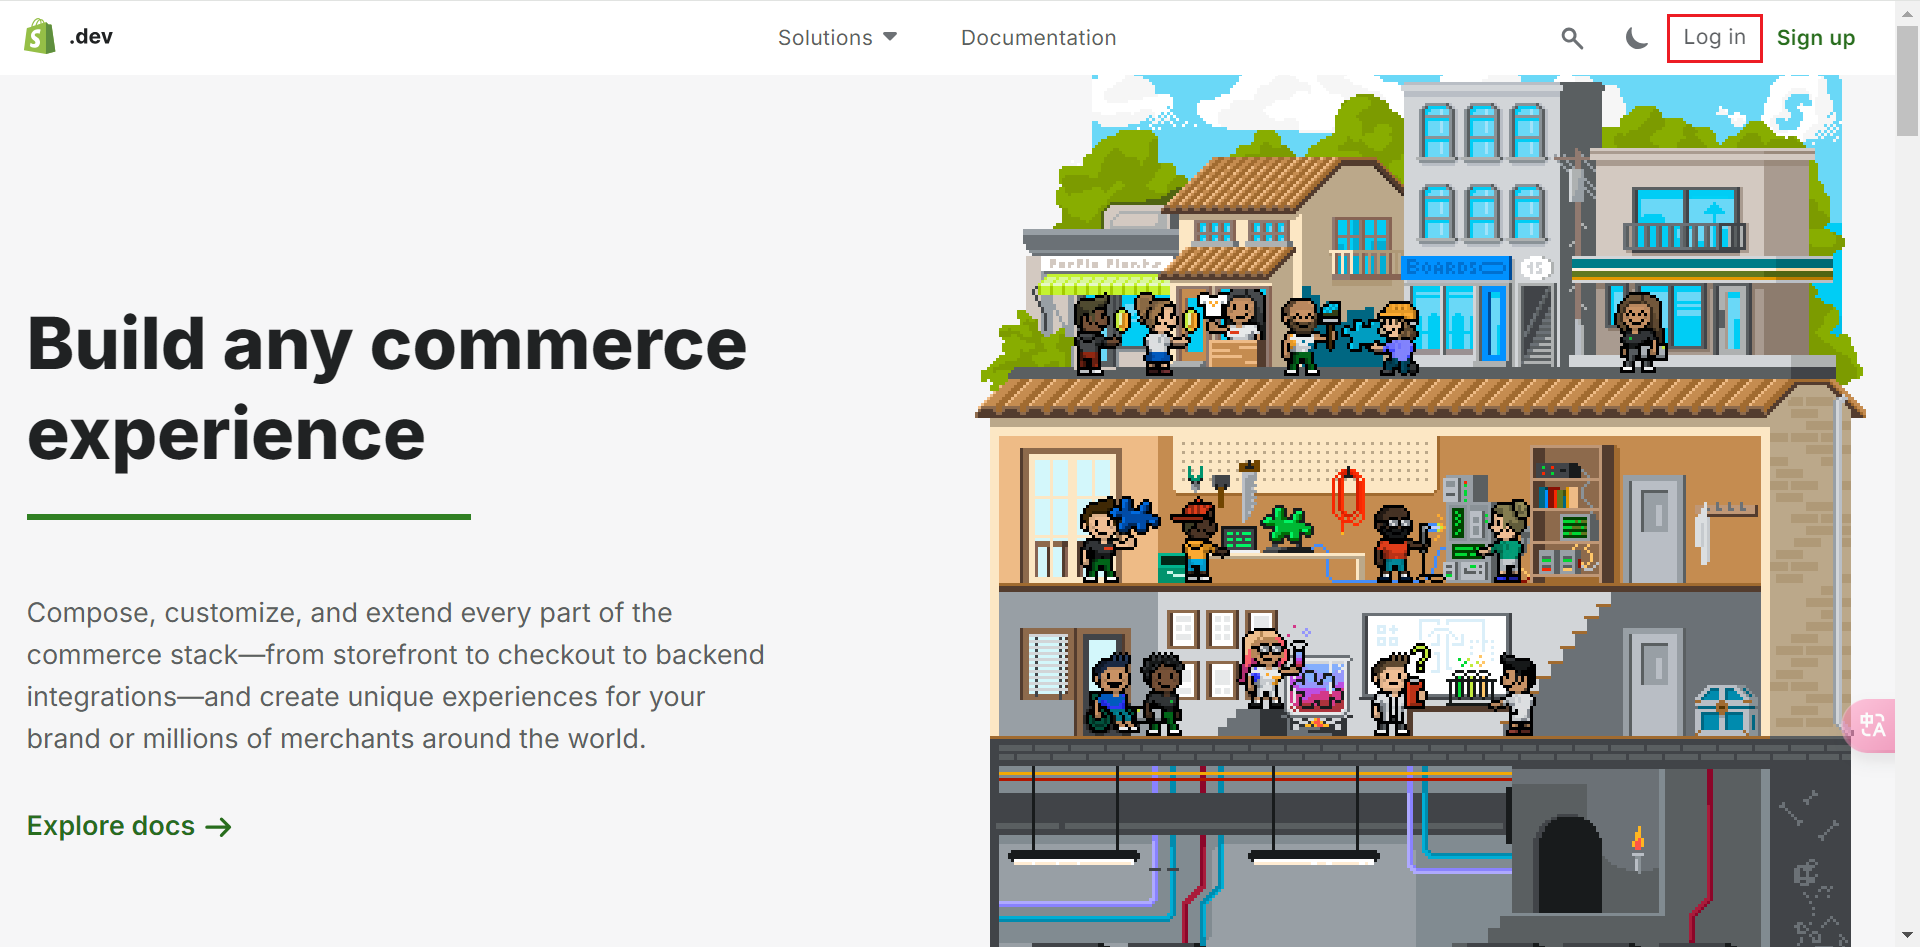 .dev
Solutions
Documentation
Log in
Sign up
BOARDS
15
Build any commerce
experience
Compose, customize, and extend every part of the
commerce stack—from storefront to checkout to backend
integrations—and create unique experiences for your
brand or millions of merchants around the world.
Explore docs →